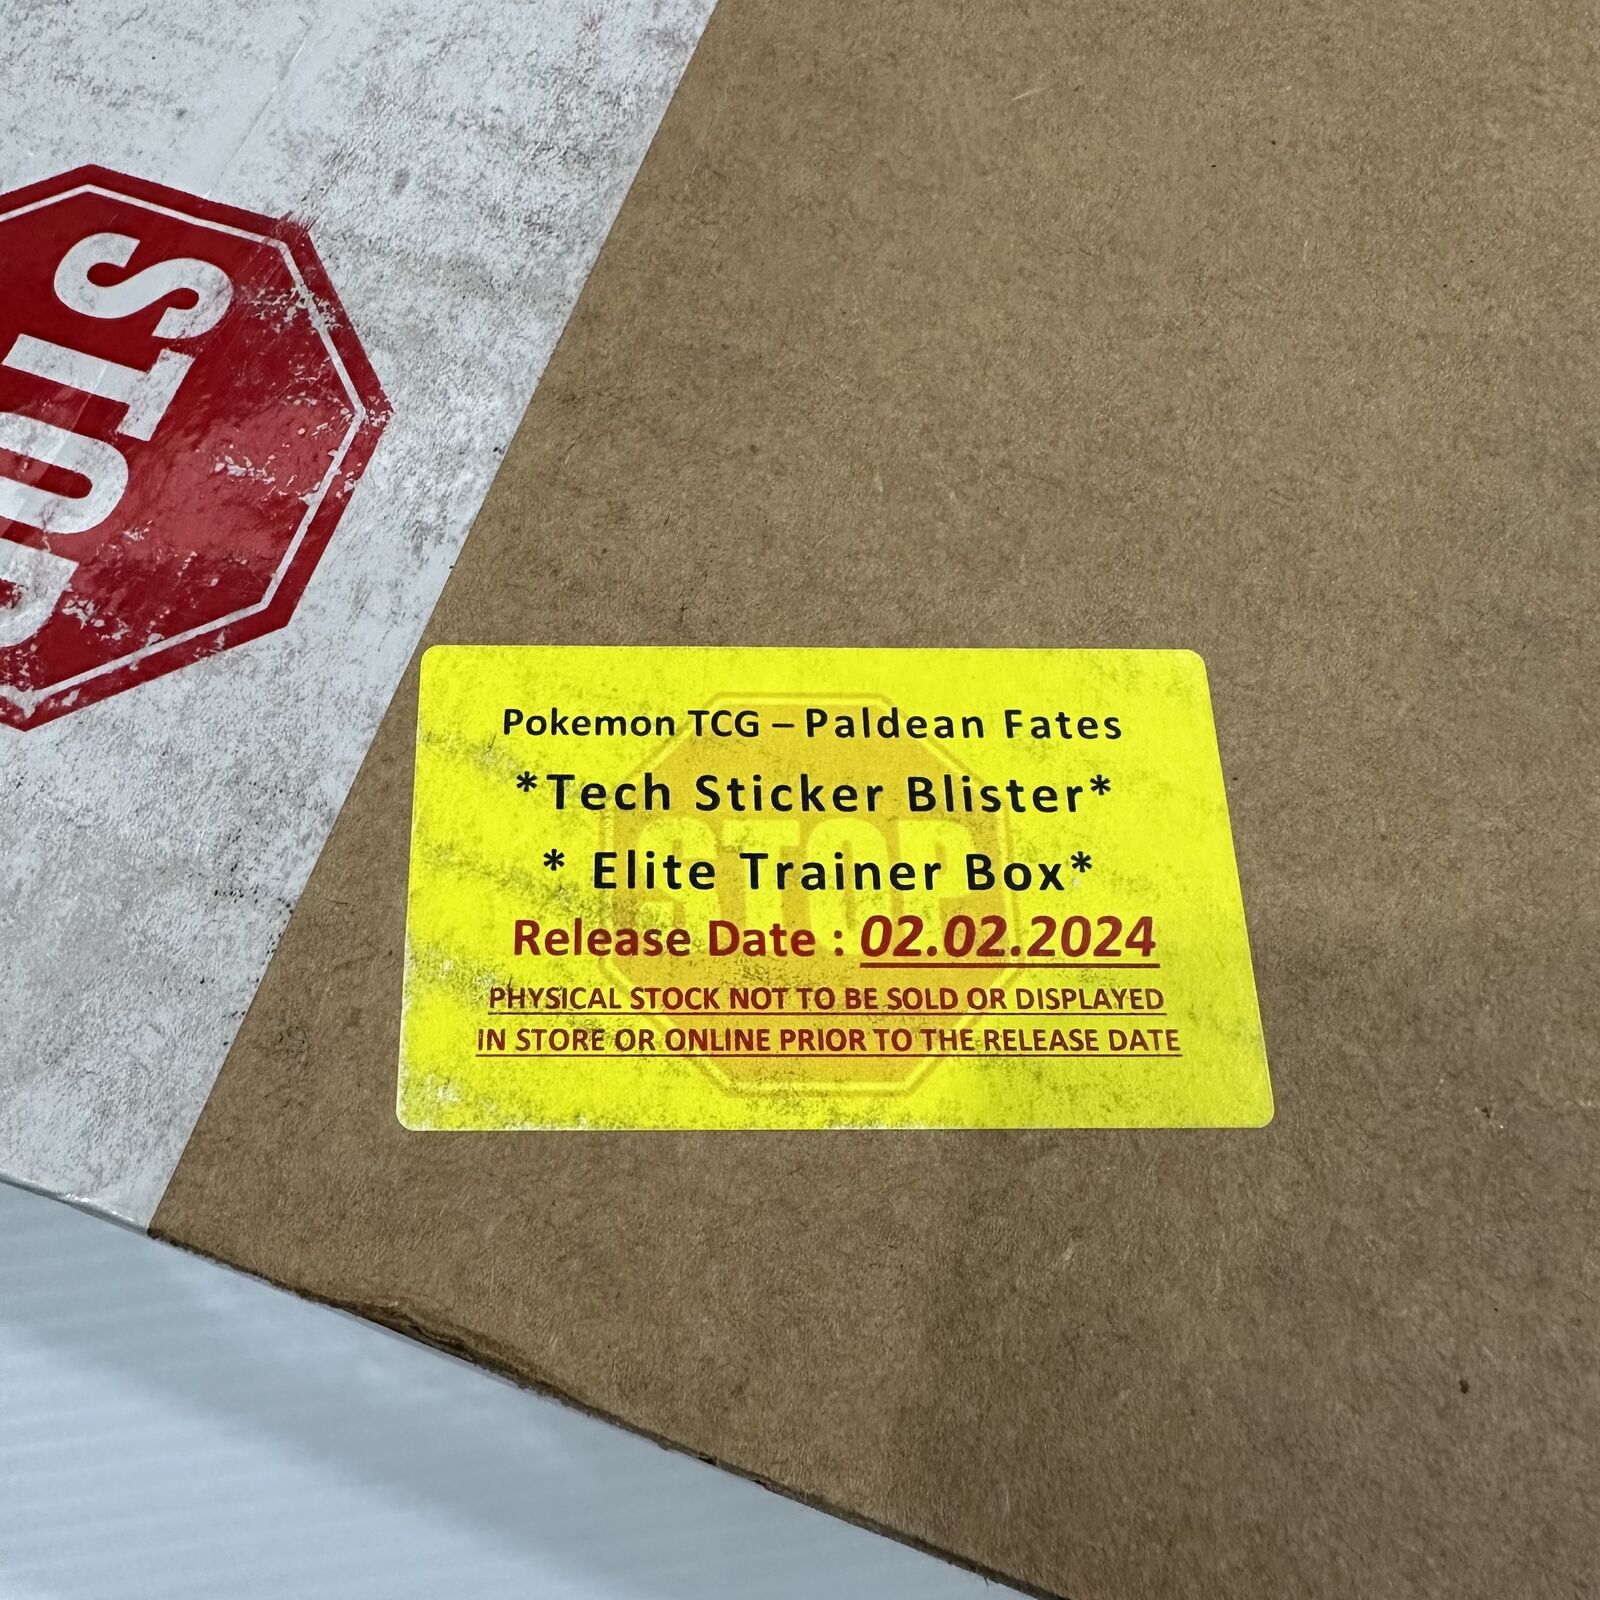 STOP
Pokemon TCG – Paldean Fates
*Tech Sticker Blister*
* Elite Trainer Box*
STOP
Release Date : 02.02.2024
PHYSICAL STOCK NOT TO BE SOLD OR DISPLAYED
IN STORE OR ONLINE PRIOR TO THE RELEASE DATE